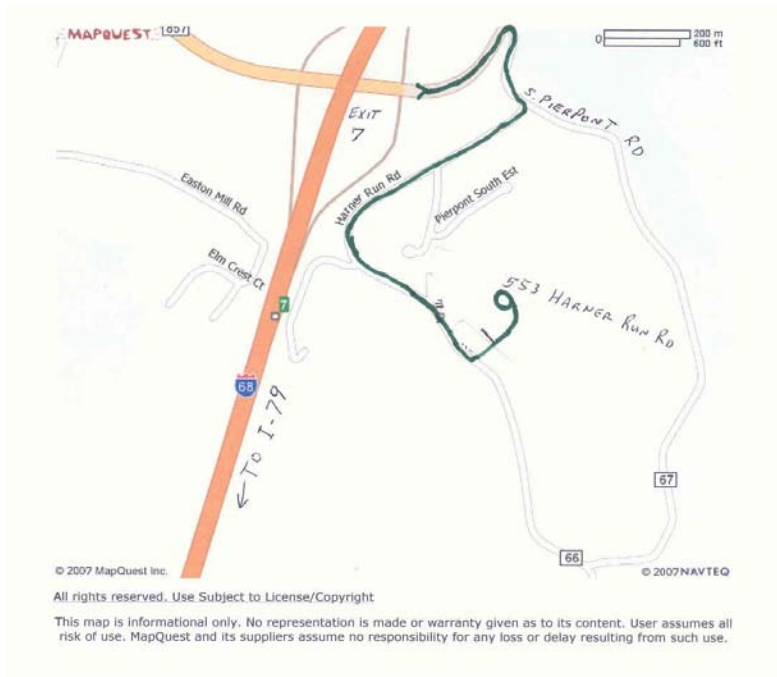 MAPQUEST
857
0 200 m
600 ft
EXIT
7
S. PIERPONT RD
Harner Run Rd
Easton Mill Rd
Pierpont South Est
Elm Crest Ct
7
553 HARNER RUN RD
68
← TO I-79
67
66
© 2007 MapQuest Inc.
© 2007 NAVTEQ
All rights reserved. Use Subject to License/Copyright
This map is informational only. No representation is made or warranty given as to its content. User assumes all
risk of use. MapQuest and its suppliers assume no responsibility for any loss or delay resulting from such use.